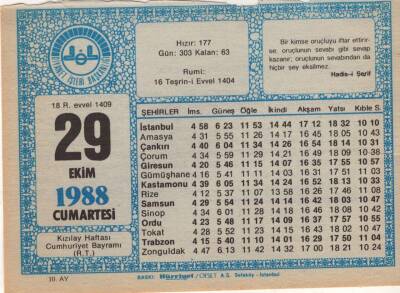 DİYANET İŞLERİ BAŞKANLIĞI
Hızır: 177
Gün: 303 Kalan: 63
Rumi:
16 Teşrin-i Evvel 1404
Bir kimse oruçluyu iftar ettirir-
se; oruçlunun sevabı gibi sevap
kazanır; oruçlunun sevabından da
hiçbir şey eksilmez.
Hadis-i Şerif
18 R. evvel 1409
29
EKİM
1988
CUMARTESİ
Kızılay Haftası
Cumhuriyet Bayramı
(R.T.)
10. AY
ŞEHİRLER İms. Güneş Öğle İkindi Akşam Yatsı Kıble S.
İstanbul 4 58 6 23 11 53 14 44 17 12 18 32 10 10
Amasya 4 31 5 55 11 26 14 17 16 45 18 05 10 43
Çankırı 4 40 6 04 11 34 14 26 16 54 18 14 10 31
Çorum 4 34 5 59 11 29 14 21 16 49 18 09 10 38
Giresun 4 20 5 46 11 15 14 07 16 35 17 55 10 57
Gümüşhane 4 16 5 41 11 11 14 03 16 31 17 51 11 04
Kastamonu 4 39 6 05 11 34 14 24 16 52 18 13 10 33
Rize 4 12 5 37 11 07 13 58 16 26 17 46 11 08
Samsun 4 29 5 54 11 24 14 14 16 42 18 03 10 47
Sinop 4 34 6 01 11 28 14 18 16 46 18 08 10 42
Ordu 4 23 5 48 11 17 14 09 16 37 17 57 10 55
Tokat 4 28 5 52 11 23 14 15 16 43 18 02 10 47
Trabzon 4 15 5 40 11 10 14 01 16 29 17 50 11 04
Zonguldak 4 47 6 13 11 42 14 32 17 00 18 21 10 24
BASKI: Hürriyet OFSET A.Ş. Sefaköy - İstanbul